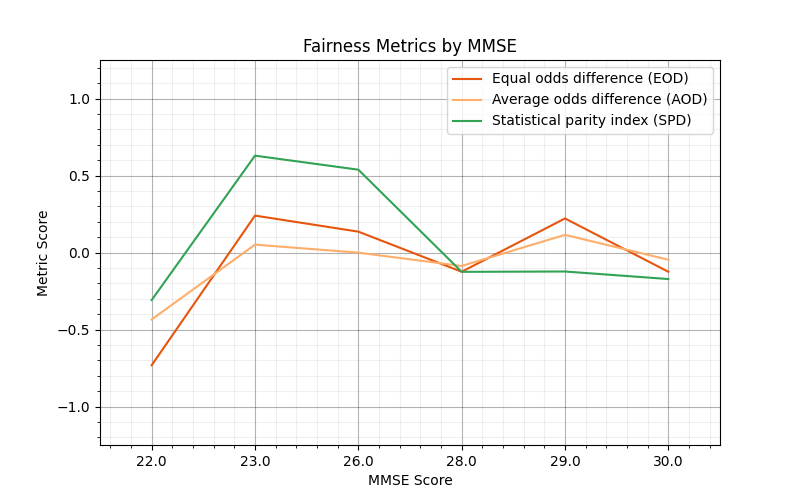 Fairness Metrics by MMSE
Equal odds difference (EOD)
Average odds difference (AOD)
Statistical parity index (SPD)
Metric Score
1.0
0.5
0.0
−0.5
−1.0
22.0 23.0 26.0 28.0 29.0 30.0
MMSE Score